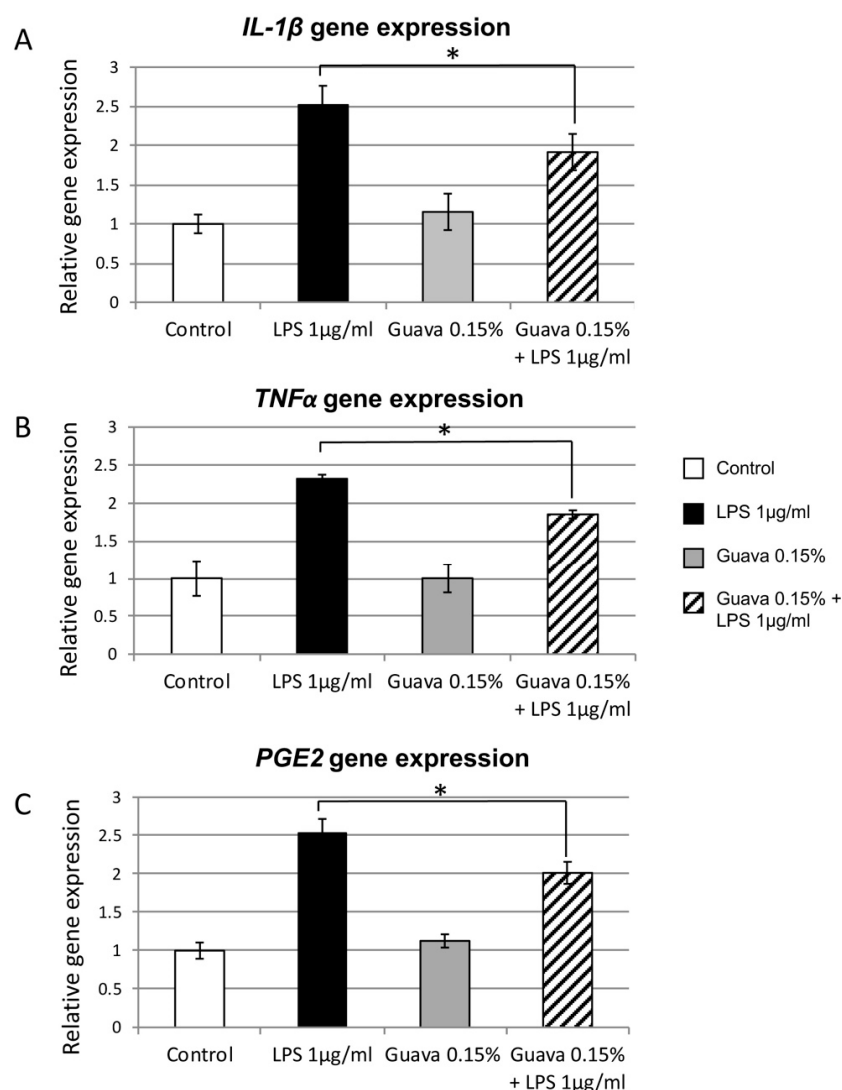 A
IL-1β gene expression
*
Relative gene expression
3
2.5
2
1.5
1
0.5
0
Control
LPS 1µg/ml
Guava 0.15%
Guava 0.15%
+ LPS 1µg/ml
B
TNFα gene expression
*
Relative gene expression
3
2.5
2
1.5
1
0.5
0
Control
LPS 1µg/ml
Guava 0.15%
Guava 0.15%
+ LPS 1µg/ml
Control
LPS 1µg/ml
Guava 0.15%
Guava 0.15% +
LPS 1µg/ml
C
PGE2 gene expression
*
Relative gene expression
3
2.5
2
1.5
1
0.5
0
Control
LPS 1µg/ml
Guava 0.15%
Guava 0.15%
+ LPS 1µg/ml